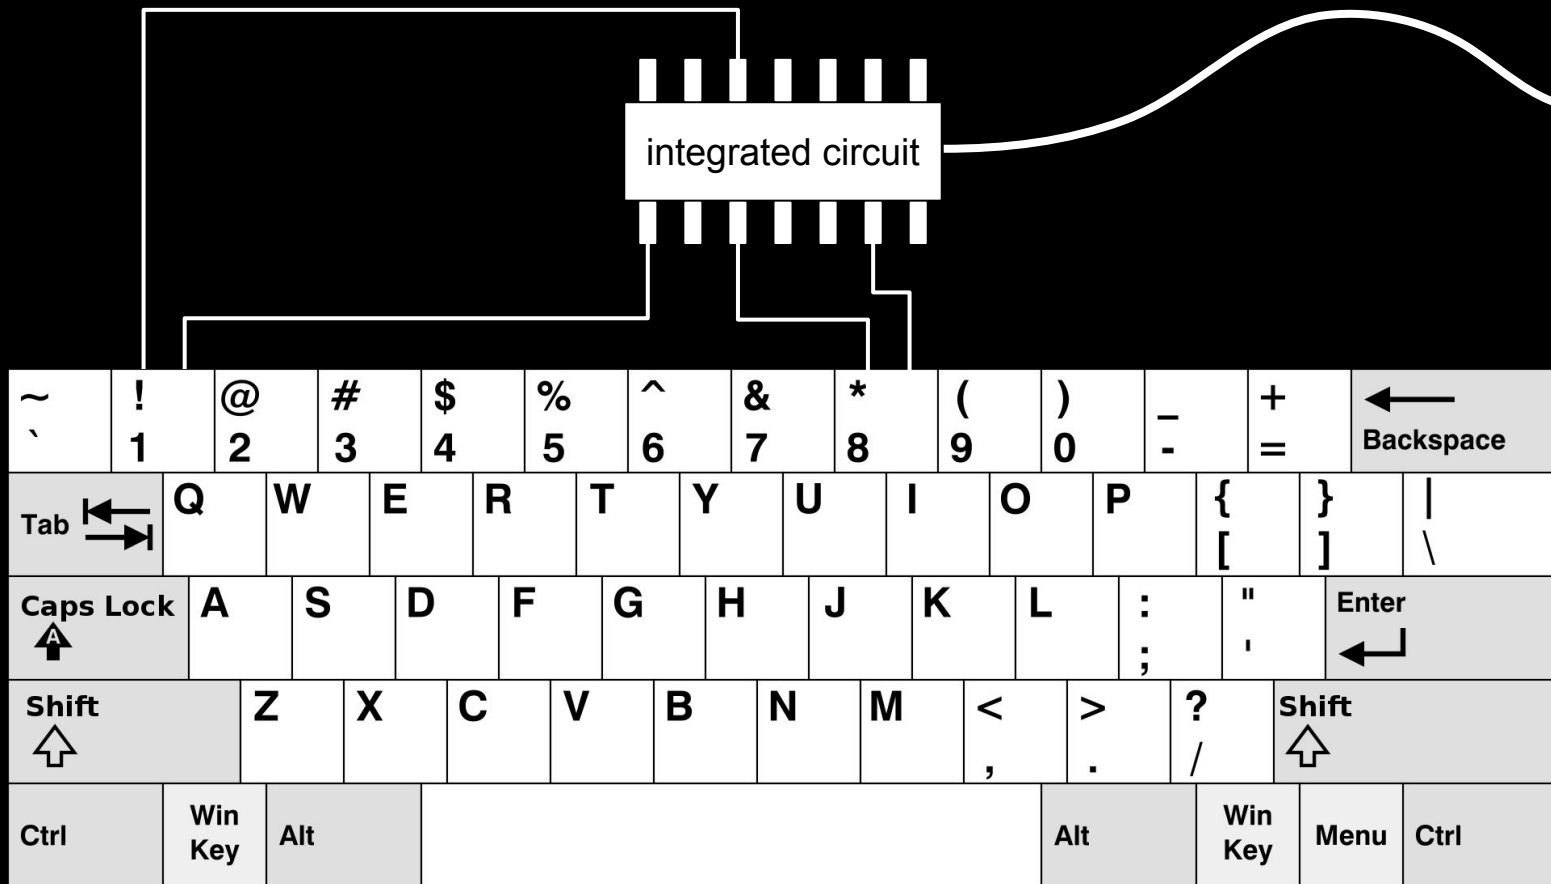 integrated circuit
~ ! @ # $ % ^ & * ( ) _ +
` 1 2 3 4 5 6 7 8 9 0 - = Backspace
Tab Q W E R T Y U I O P { } |
[ ] \
Caps Lock A S D F G H J K L : " Enter
A ; '
Shift Z X C V B N M < > ? Shift
, . /
Ctrl Win Key Alt Alt Win Key Menu Ctrl